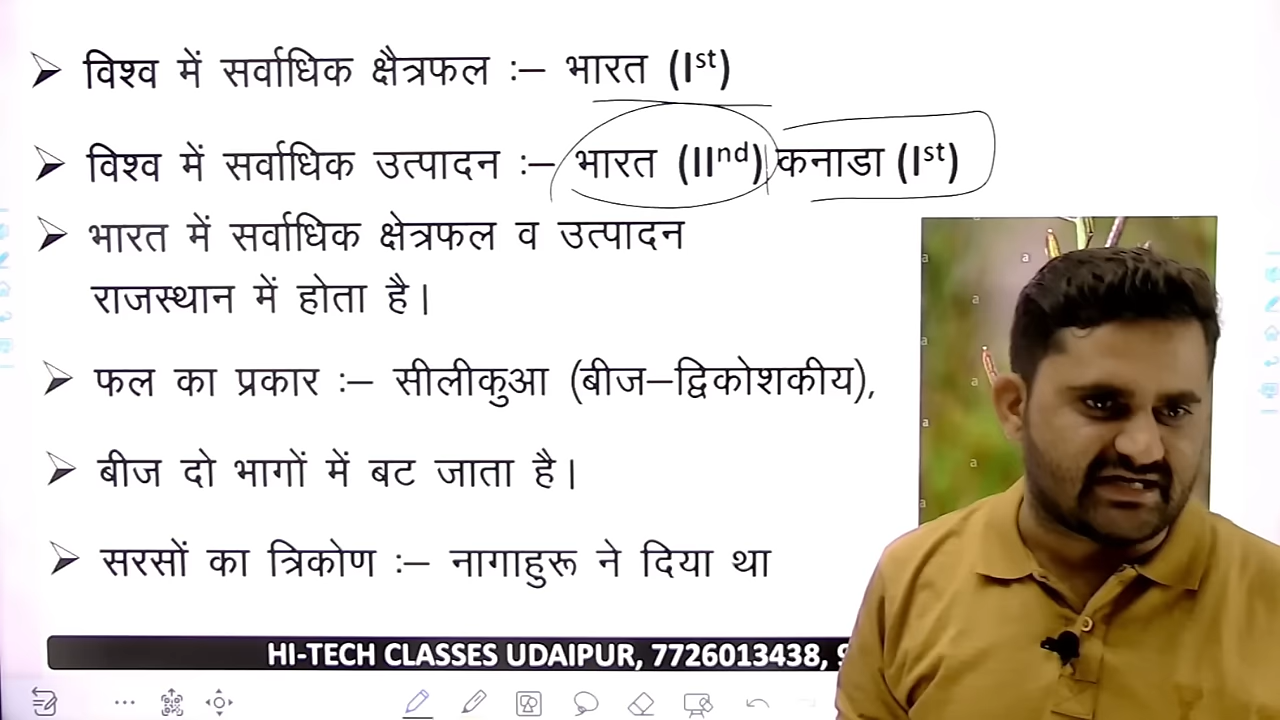 विश्व में सर्वाधिक क्षैत्रफल :– भारत (Iˢᵗ)
विश्व में सर्वाधिक उत्पादन :– भारत (IIⁿᵈ) कनाडा (Iˢᵗ)
भारत में सर्वाधिक क्षेत्रफल व उत्पादन
राजस्थान में होता है।
फल का प्रकार :– सीलीकुआ (बीज–द्विकोशकीय),
बीज दो भागों में बट जाता है।
सरसों का त्रिकोण :– नागाहुरू ने दिया था
HI-TECH CLASSES UDAIPUR, 7726013438,